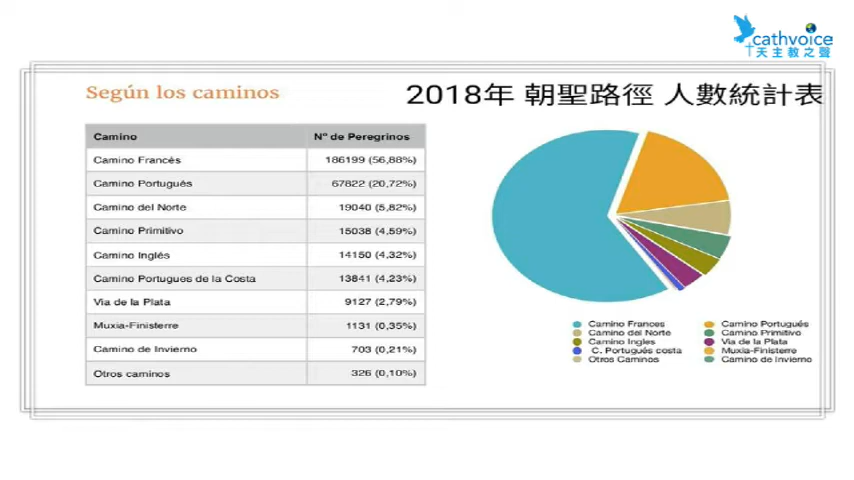 cathvoice
天主教之聲
Según los caminos
2018年 朝聖路徑 人數統計表
Camino Nº de Peregrinos
Camino Francés 186199 (56,88%)
Camino Portugués 67822 (20,72%)
Camino del Norte 19040 (5,82%)
Camino Primitivo 15038 (4,59%)
Camino Inglés 14150 (4,32%)
Camino Portugues de la Costa 13841 (4,23%)
Via de la Plata 9127 (2,79%)
Muxia-Finisterre 1131 (0,35%)
Camino de Invierno 703 (0,21%)
Otros caminos 326 (0,10%)
Camino Frances Camino Portugués
Camino del Norte Camino Primitivo
Camino Ingles Via de la Plata
C. Portugués costa Muxia-Finisterre
Otros Caminos Camino de Invierno